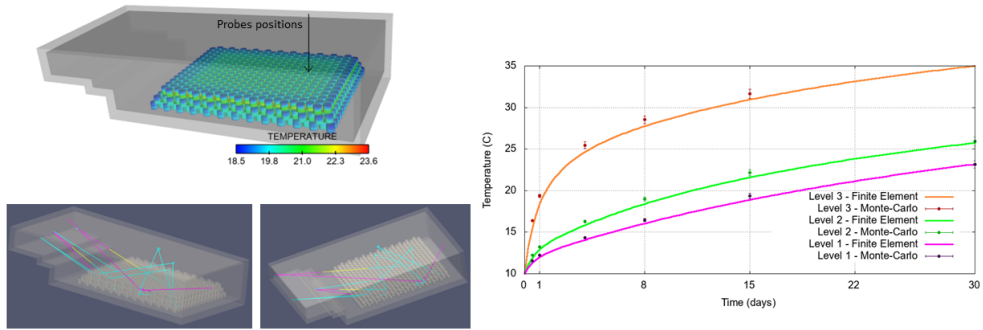 Probes positions
TEMPERATURE
18.5 19.8 21.0 22.3 23.6
35
30
25
20
15
10
Temperature (C)
Level 3 - Finite Element
Level 3 - Monte-Carlo
Level 2 - Finite Element
Level 2 - Monte-Carlo
Level 1 - Finite Element
Level 1 - Monte-Carlo
0 1 8 15 22 30
Time (days)